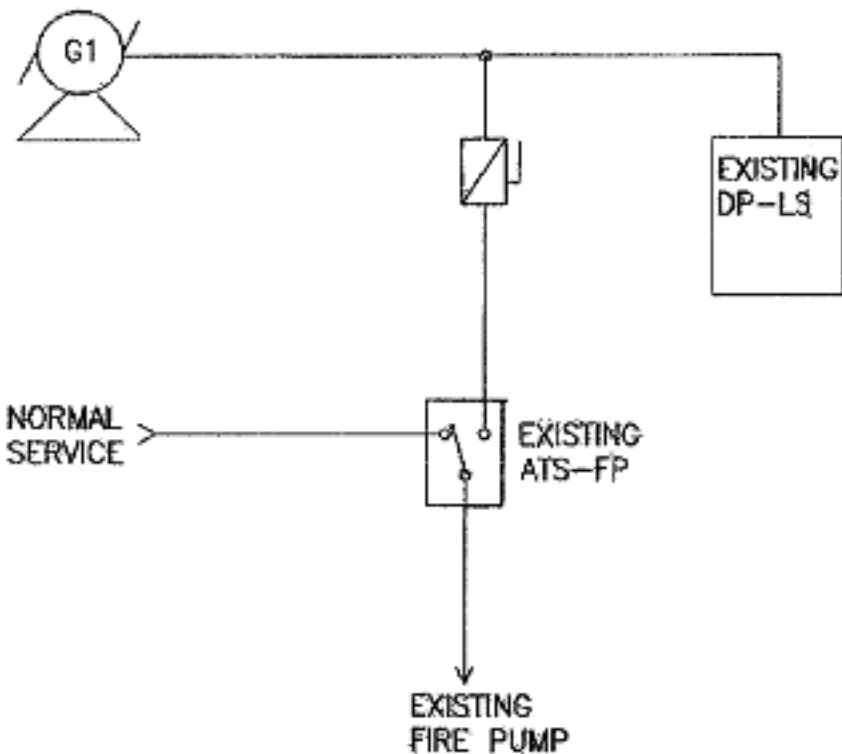 G1
EXISTING
DP-LS
NORMAL
SERVICE
EXISTING
ATS-FP
EXISTING
FIRE PUMP